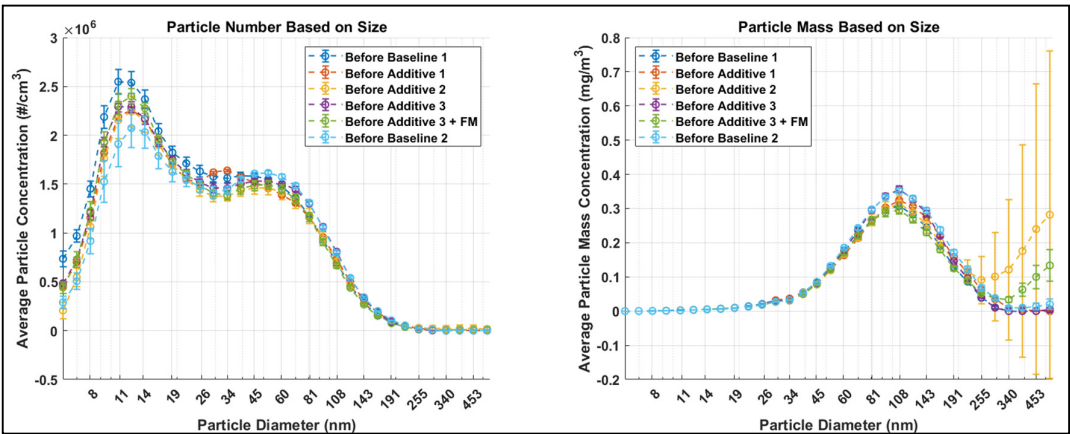 Particle Number Based on Size
×10⁶
3
2.5
2
1.5
1
0.5
0
-0.5
Average Particle Concentration (#/cm³)
Before Baseline 1
Before Additive 1
Before Additive 2
Before Additive 3
Before Additive 3 + FM
Before Baseline 2
8 11 14 19 26 34 45 60 81 108 143 191 255 340 453
Particle Diameter (nm)
Particle Mass Based on Size
0.8
0.7
0.6
0.5
0.4
0.3
0.2
0.1
0
-0.1
-0.2
Average Particle Mass Concentration (mg/m³)
Before Baseline 1
Before Additive 1
Before Additive 2
Before Additive 3
Before Additive 3 + FM
Before Baseline 2
8 11 14 19 26 34 45 60 81 108 143 191 255 340 453
Particle Diameter (nm)